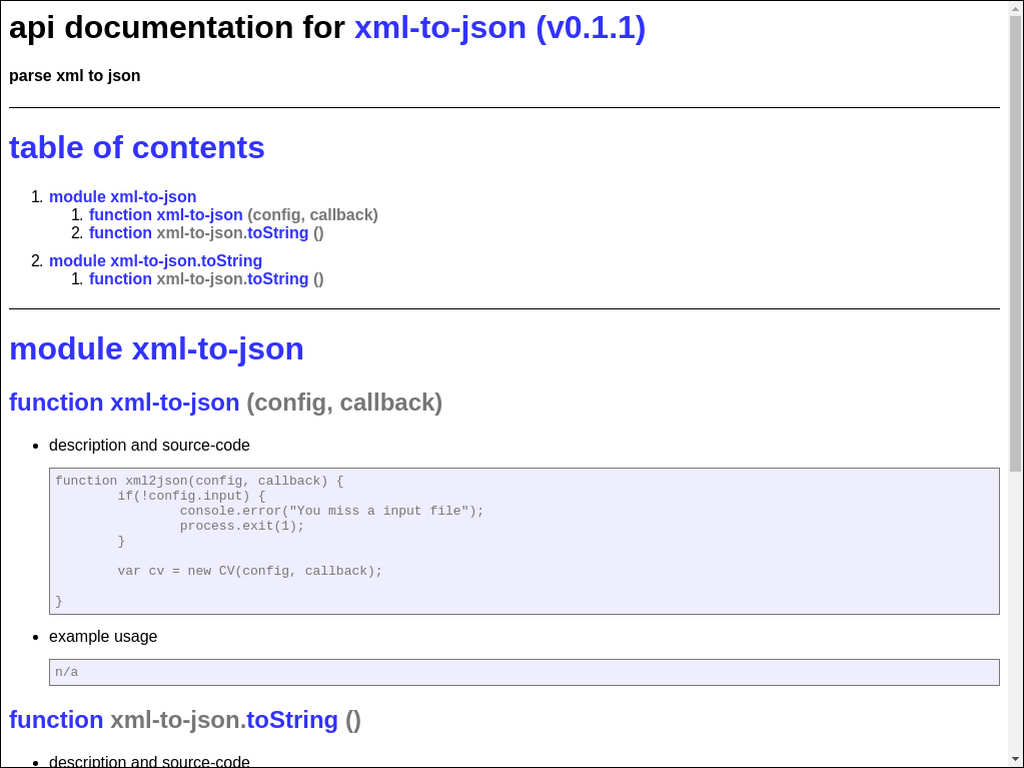 api documentation for xml-to-json (v0.1.1)
parse xml to json
table of contents
1. module xml-to-json
1. function xml-to-json (config, callback)
2. function xml-to-json.toString ()
2. module xml-to-json.toString
1. function xml-to-json.toString ()
module xml-to-json
function xml-to-json (config, callback)
• description and source-code
function xml2json(config, callback) {
        if(!config.input) {
                console.error("You miss a input file");
                process.exit(1);
        }
        var cv = new CV(config, callback);
}
• example usage
n/a
function xml-to-json.toString ()
• description and source-code